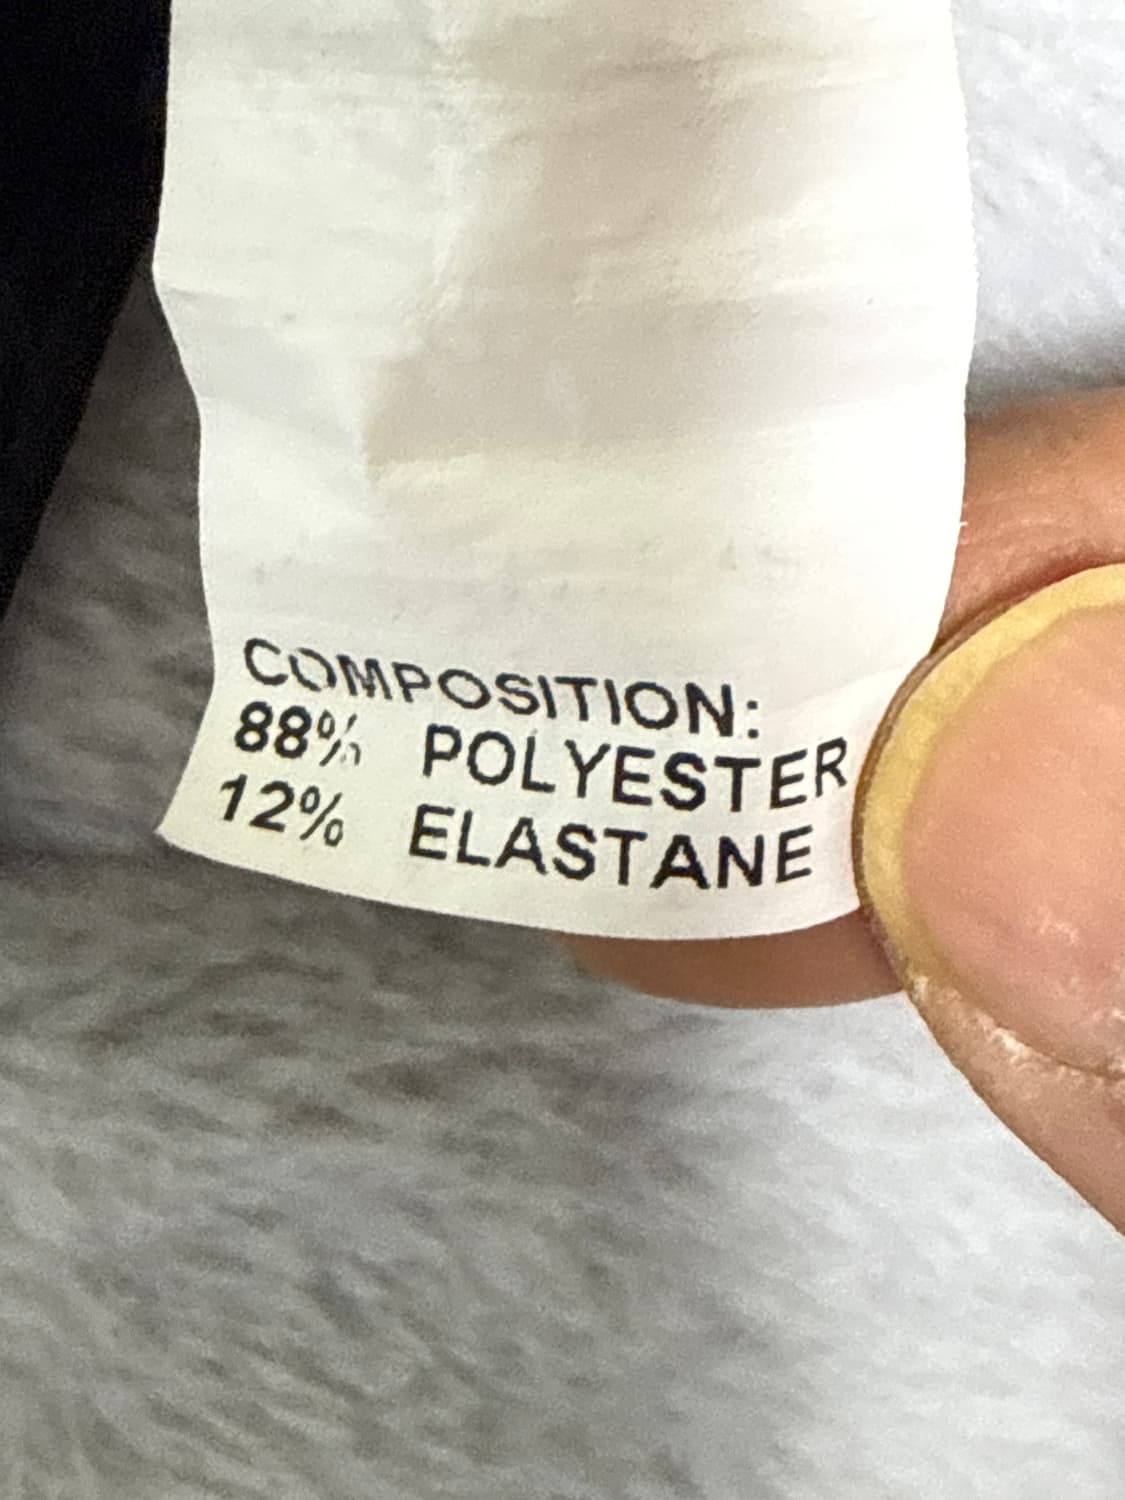 COMPOSITION:
88% POLYESTER
12% ELASTANE